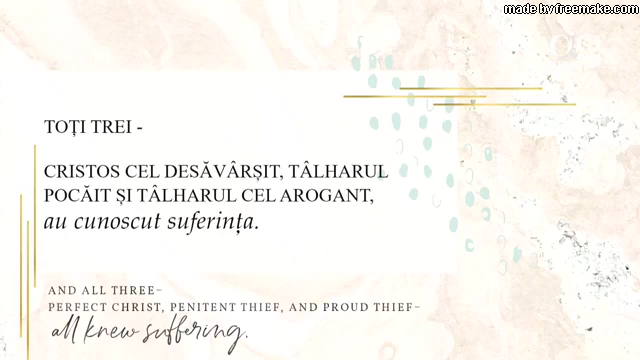 made by freemake.com
TOȚI TREI -
CRISTOS CEL DESĂVÂRȘIT, TÂLHARUL
POCĂIT ȘI TÂLHARUL CEL AROGANT,
au cunoscut suferința.
AND ALL THREE–
PERFECT CHRIST, PENITENT THIEF, AND PROUD THIEF–
all knew suffering.